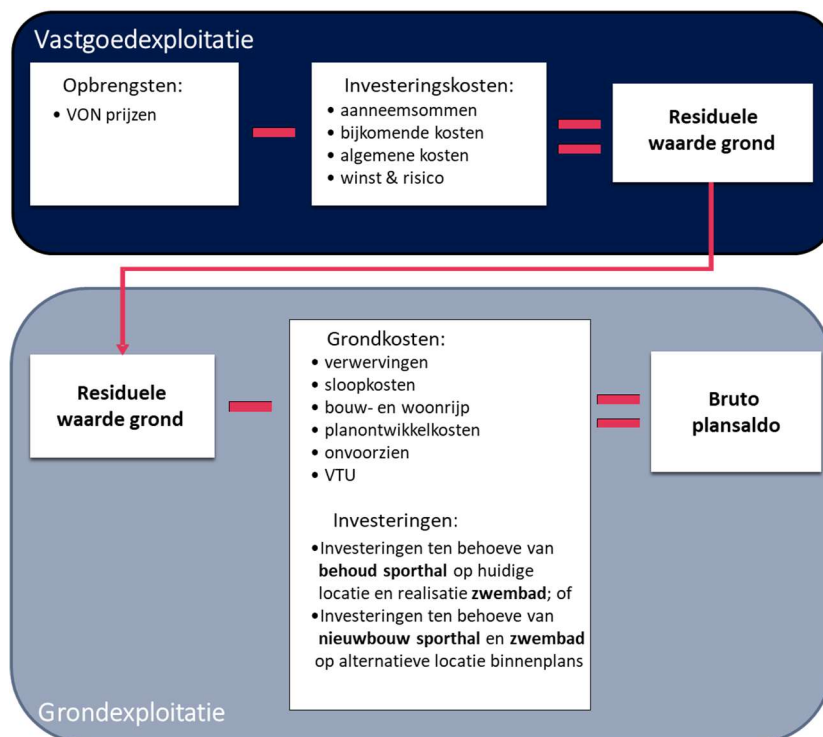 Vastgoedexploitatie
Opbrengsten:
• VON prijzen
Investeringskosten:
• aanneemsommen
• bijkomende kosten
• algemene kosten
• winst & risico
Residuele
waarde grond
Residuele
waarde grond
Grondkosten:
• verwervingen
• sloopkosten
• bouw- en woonrijp
• planontwikkelkosten
• onvoorzien
• VTU
Investeringen:
•Investeringen ten behoeve van
behoud sporthal op huidige
locatie en realisatie zwembad; of
•Investeringen ten behoeve van
nieuwbouw sporthal en zwembad
op alternatieve locatie binnenplans
Bruto
plansaldo
Grondexploitatie